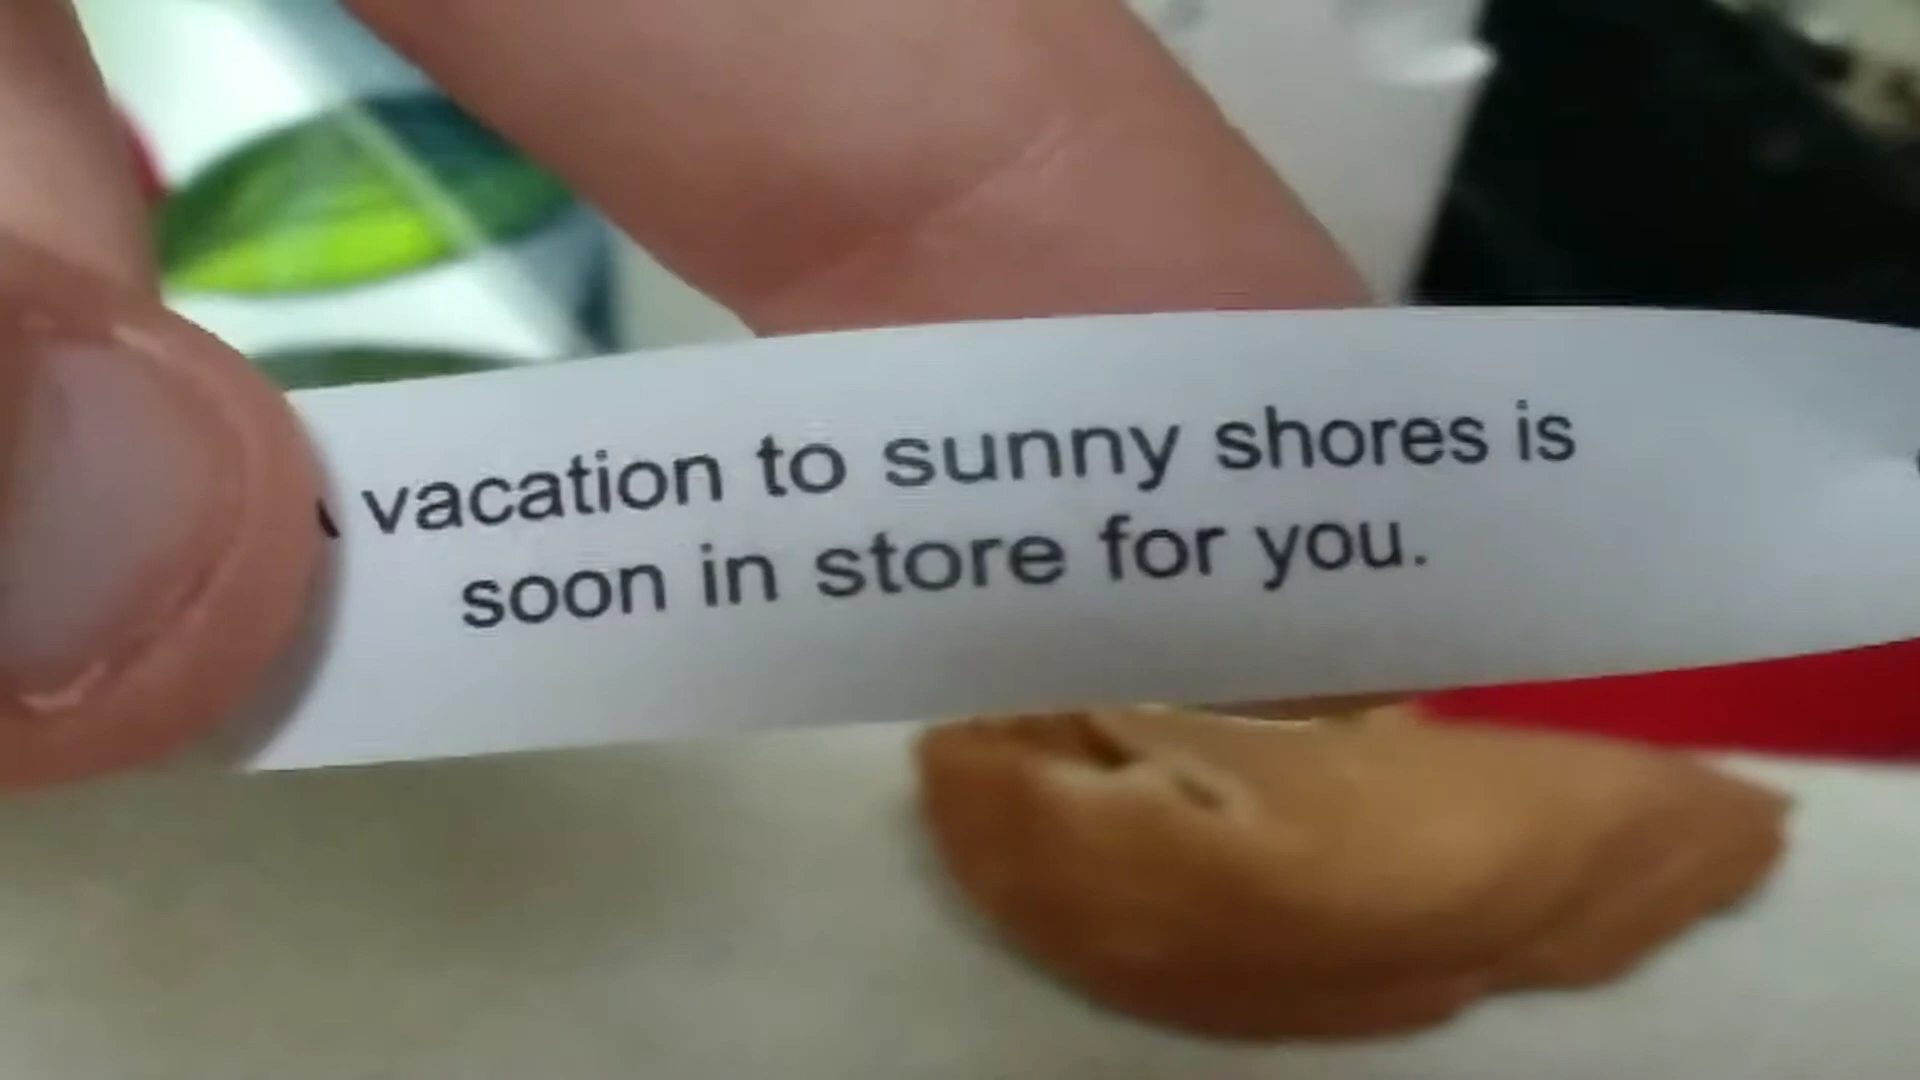 vacation to sunny shores is
soon in store for you.